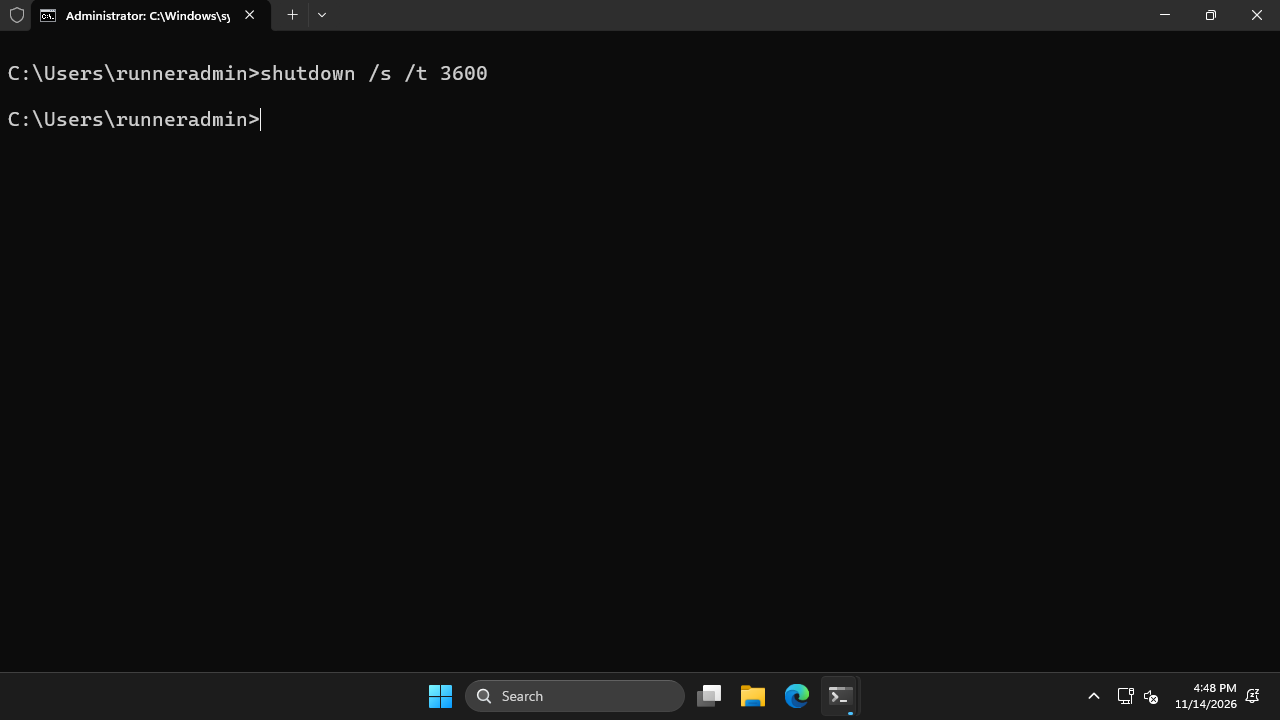 Administrator: C:\Windows\sy
C:\Users\runneradmin>shutdown /s /t 3600
C:\Users\runneradmin>
Search
4:48 PM
11/14/2026